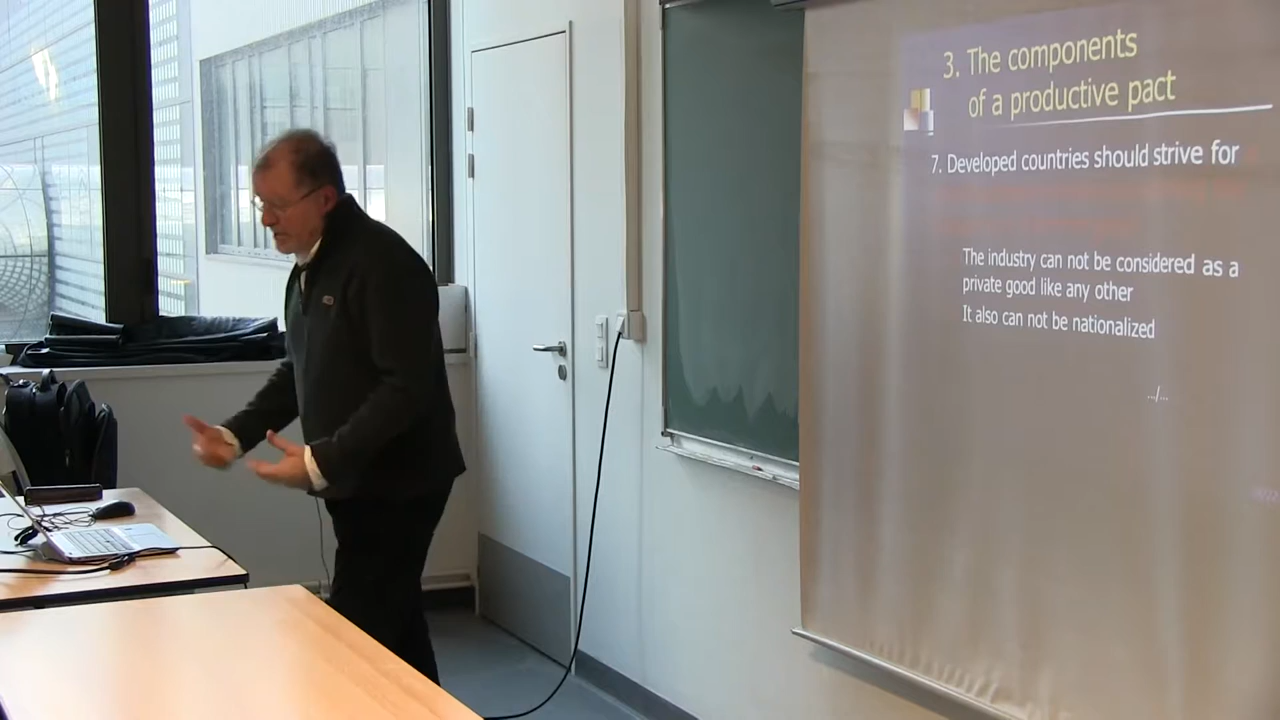 3. The components
of a productive pact
7. Developed countries should strive for
The industry can not be considered as a
private good like any other
It also can not be nationalized
.../...